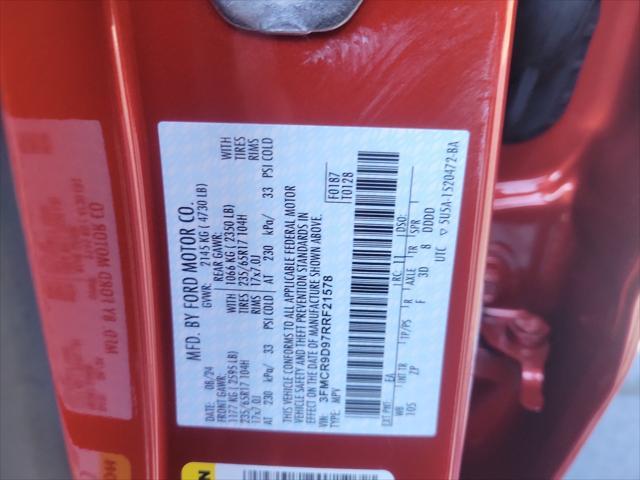 MFD. BY FORD MOTOR CO.
DATE: 08/24 GVWR: 2145 KG ( 4730 LB)
FRONT GAWR: REAR GAWR:
1177 KG ( 2595 LB) 1066 KG ( 2350 LB) WITH
235/65R17 104H 235/65R17 104H TIRES
17x7.0J 17x7.0J RIMS
AT 230 kPa/ 33 PSI COLD AT 230 kPa/ 33 PSI COLD
THIS VEHICLE CONFORMS TO ALL APPLICABLE FEDERAL MOTOR
VEHICLE SAFETY AND THEFT PREVENTION STANDARDS IN
EFFECT ON THE DATE OF MANUFACTURE SHOWN ABOVE.
VIN: 3FMCR9D97RRF21578 F0187
TYPE: MPV T0128
EXT PNT: EA RC: 11 DSO:
WB INT TR TP/PS R AXLE TR SPR
105 ZP F 3D 8 DDDD
UTC SU5A-1520472-BA